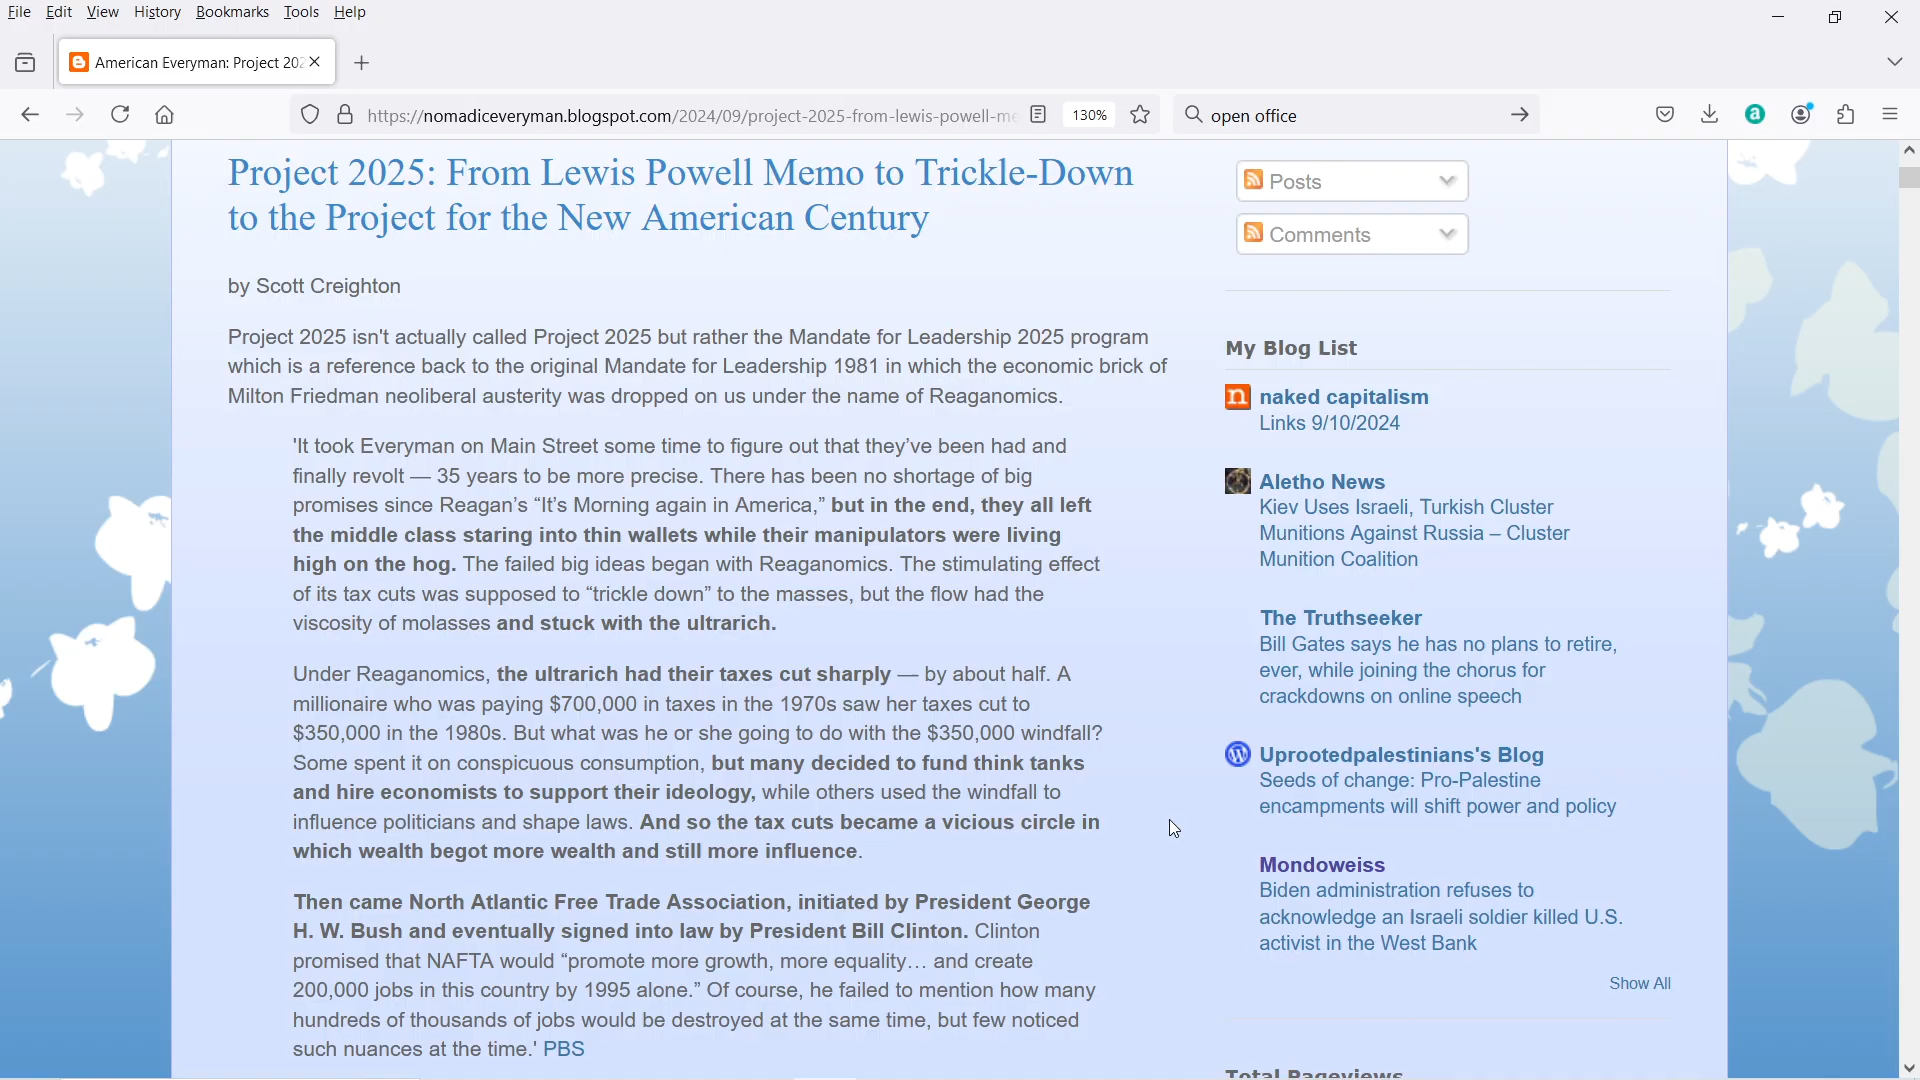 File Edit View History Bookmarks Tools Help
American Everyman: Project 202
https://nomadiceveryman.blogspot.com/2024/09/project-2025-from-lewis-powell-me
130%
open office
Project 2025: From Lewis Powell Memo to Trickle-Down
to the Project for the New American Century
by Scott Creighton
Project 2025 isn't actually called Project 2025 but rather the Mandate for Leadership 2025 program
which is a reference back to the original Mandate for Leadership 1981 in which the economic brick of
Milton Friedman neoliberal austerity was dropped on us under the name of Reaganomics.
'It took Everyman on Main Street some time to figure out that they’ve been had and
finally revolt — 35 years to be more precise. There has been no shortage of big
promises since Reagan’s “It’s Morning again in America,” but in the end, they all left
the middle class staring into thin wallets while their manipulators were living
high on the hog. The failed big ideas began with Reaganomics. The stimulating effect
of its tax cuts was supposed to “trickle down” to the masses, but the flow had the
viscosity of molasses and stuck with the ultrarich.
Under Reaganomics, the ultrarich had their taxes cut sharply — by about half. A
millionaire who was paying $700,000 in taxes in the 1970s saw her taxes cut to
$350,000 in the 1980s. But what was he or she going to do with the $350,000 windfall?
Some spent it on conspicuous consumption, but many decided to fund think tanks
and hire economists to support their ideology, while others used the windfall to
influence politicians and shape laws. And so the tax cuts became a vicious circle in
which wealth begot more wealth and still more influence.
Then came North Atlantic Free Trade Association, initiated by President George
H. W. Bush and eventually signed into law by President Bill Clinton. Clinton
promised that NAFTA would “promote more growth, more equality… and create
200,000 jobs in this country by 1995 alone.” Of course, he failed to mention how many
hundreds of thousands of jobs would be destroyed at the same time, but few noticed
such nuances at the time.' PBS
Posts
Comments
My Blog List
naked capitalism
Links 9/10/2024
Aletho News
Kiev Uses Israeli, Turkish Cluster
Munitions Against Russia – Cluster
Munition Coalition
The Truthseeker
Bill Gates says he has no plans to retire,
ever, while joining the chorus for
crackdowns on online speech
Uprootedpalestinians's Blog
Seeds of change: Pro-Palestine
encampments will shift power and policy
Mondoweiss
Biden administration refuses to
acknowledge an Israeli soldier killed U.S.
activist in the West Bank
Show All
Total Pageviews